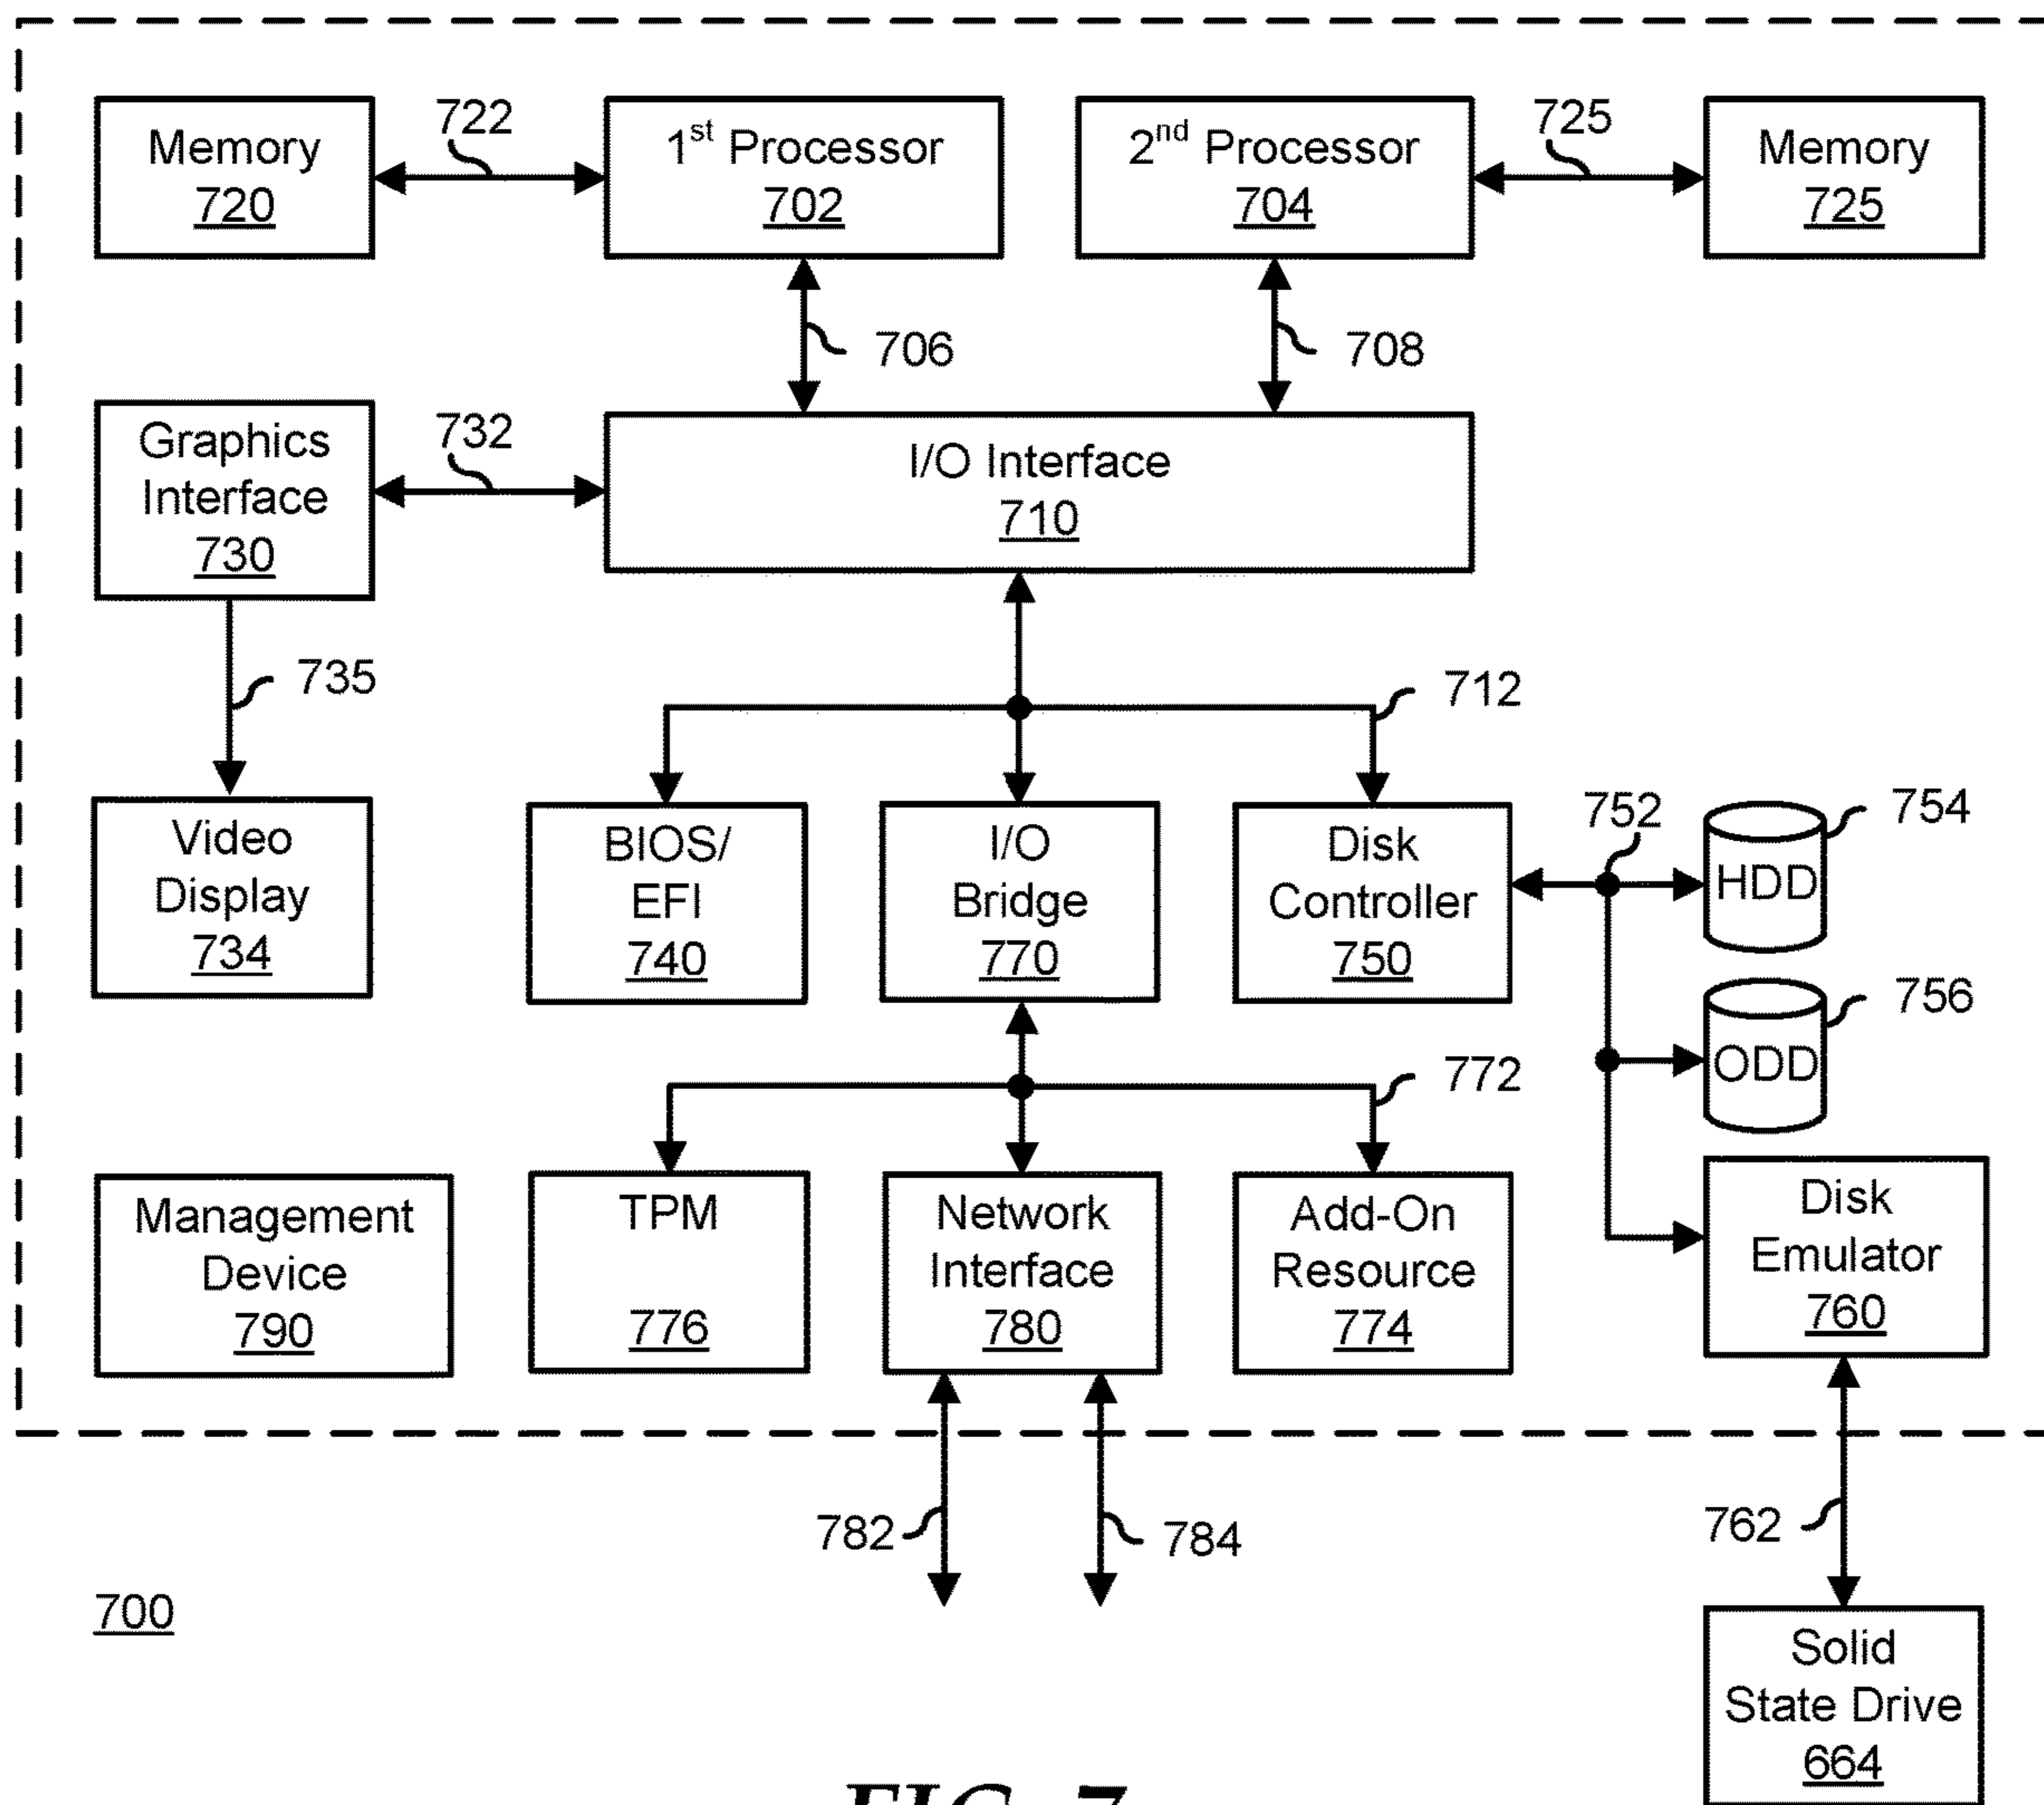 Memory
720
722
1st Processor
702
2nd Processor
704
725
Memory
725
706
708
Graphics
Interface
730
732
I/O Interface
710
735
712
Video
Display
734
BIOS/
EFI
740
I/O
Bridge
770
Disk
Controller
750
752
HDD
754
ODD
756
772
Management
Device
790
TPM
776
Network
Interface
780
Add-On
Resource
774
Disk
Emulator
760
782
784
762
700
Solid
State Drive
664
FIG. 7